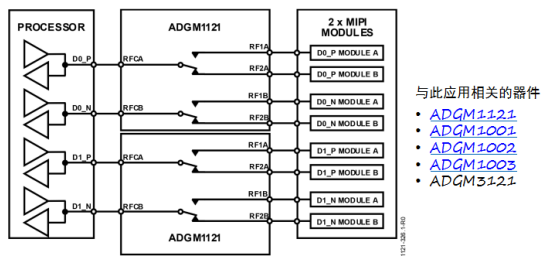 PROCESSOR
ADGM1121
2 x MIPI
MODULES
D0_P
RFCA
RF1A
RF2A
D0_P MODULE A
D0_P MODULE B
D0_N
RFCB
RF1B
RF2B
D0_N MODULE A
D0_N MODULE B
D1_P
RFCA
RF1A
RF2A
D1_P MODULE A
D1_P MODULE B
D1_N
RFCB
RF1B
RF2B
D1_N MODULE A
D1_N MODULE B
ADGM1121
与此应用相关的器件
• ADGM1121
• ADGM1001
• ADGM1002
• ADGM1003
• ADGM3121